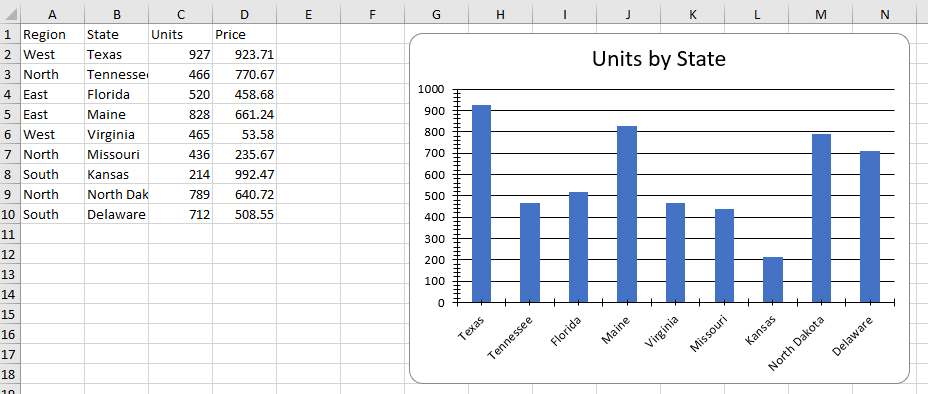 A B C D E F G H I J K L M N
1 Region State Units Price
2 West Texas 927 923.71
3 North Tennesse 466 770.67
4 East Florida 520 458.68
5 East Maine 828 661.24
6 West Virginia 465 53.58
7 North Missouri 436 235.67
8 South Kansas 214 992.47
9 North North Dak 789 640.72
10 South Delaware 712 508.55
11
12
13
14
15
16
17
18
19
Units by State
1000
900
800
700
600
500
400
300
200
100
0
Texas Tennessee Florida Maine Virginia Missouri Kansas North Dakota Delaware